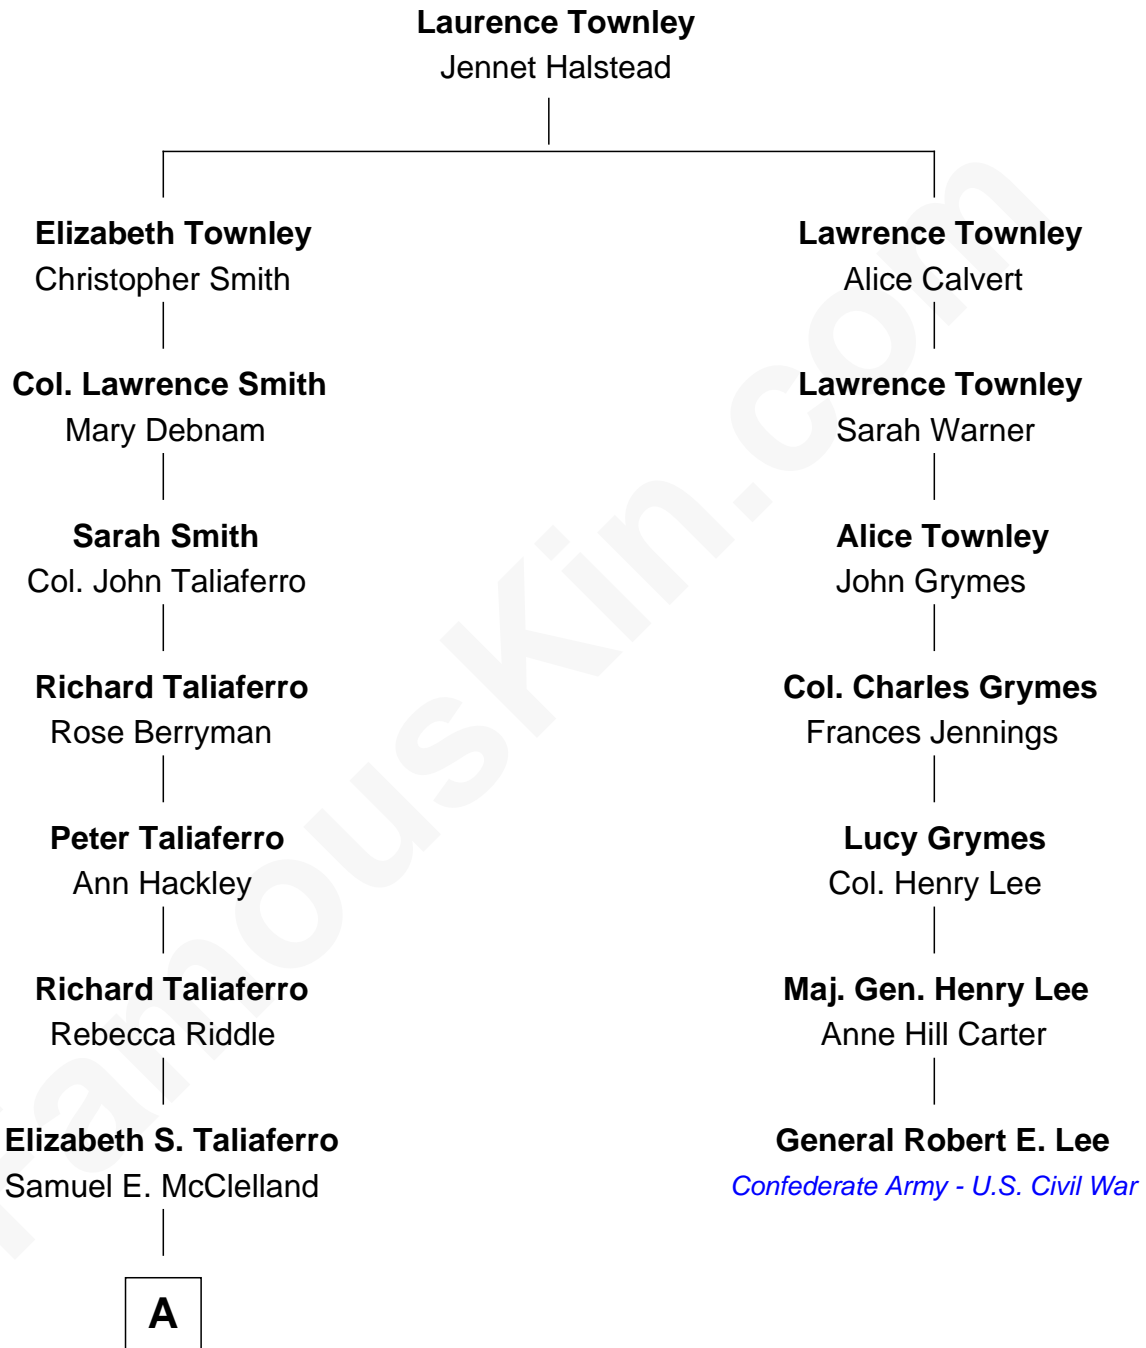 Laurence Townley
Jennet Halstead
Elizabeth Townley
Christopher Smith
Lawrence Townley
Alice Calvert
Col. Lawrence Smith
Mary Debnam
Lawrence Townley
Sarah Warner
Sarah Smith
Col. John Taliaferro
Alice Townley
John Grymes
Richard Taliaferro
Rose Berryman
Col. Charles Grymes
Frances Jennings
Peter Taliaferro
Ann Hackley
Lucy Grymes
Col. Henry Lee
Richard Taliaferro
Rebecca Riddle
Maj. Gen. Henry Lee
Anne Hill Carter
Elizabeth S. Taliaferro
Samuel E. McClelland
General Robert E. Lee
Confederate Army - U.S. Civil War
A
famouskin.com